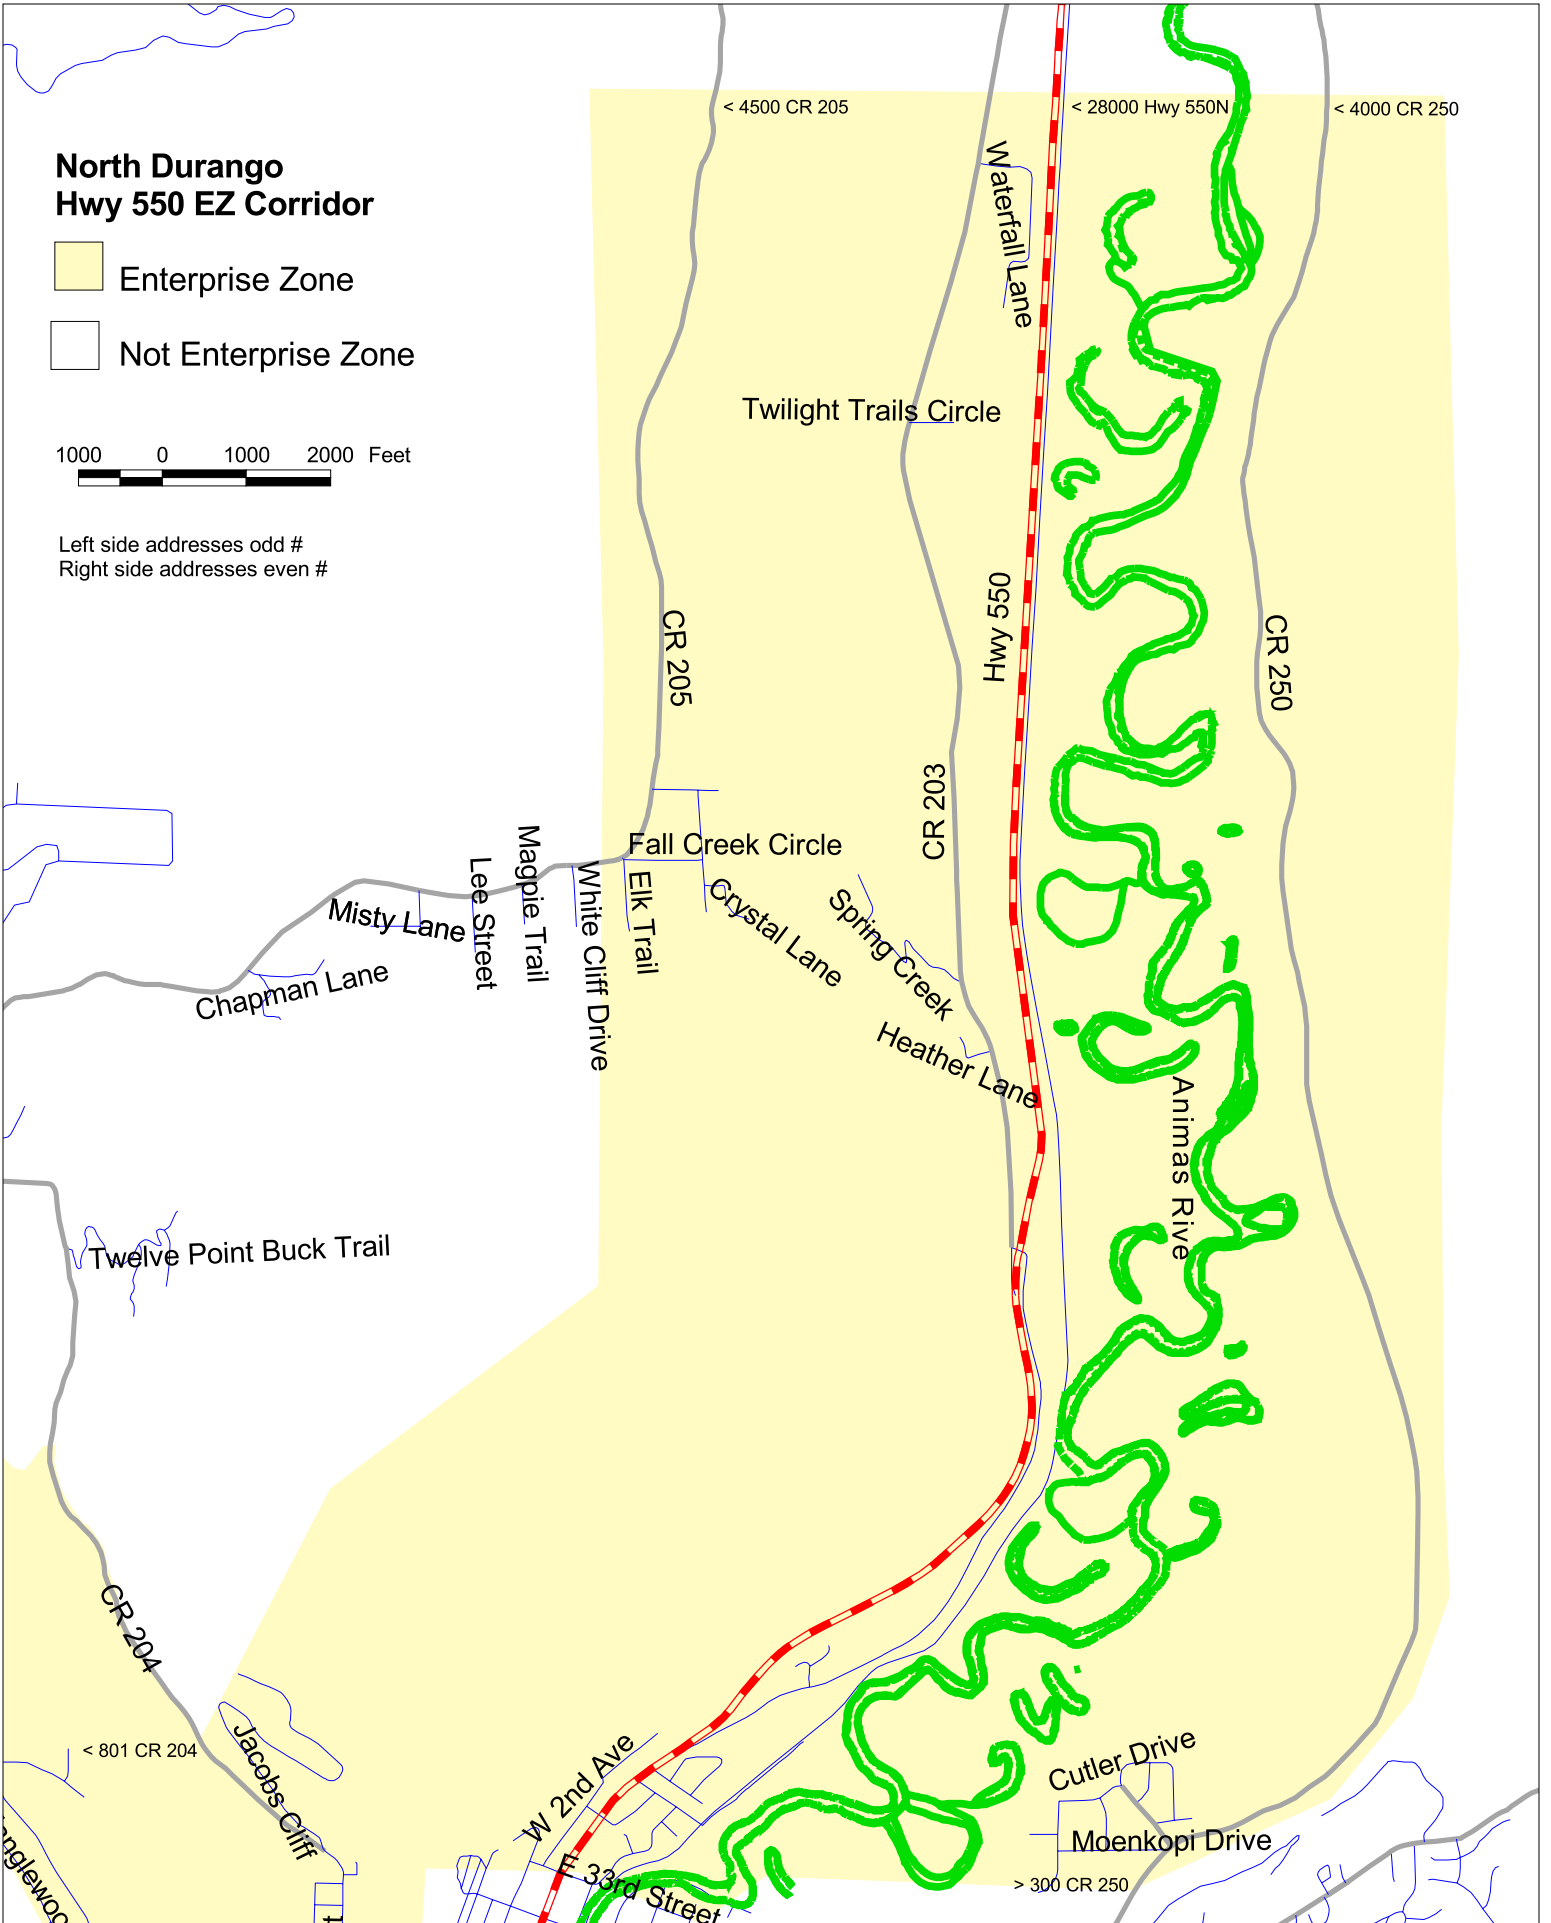 < 4500 CR 205
< 28000 Hwy 550N
< 4000 CR 250
North Durango
Hwy 550 EZ Corridor
Enterprise Zone
Not Enterprise Zone
1000 0 1000 2000 Feet
Left side addresses odd #
Right side addresses even #
Waterfall Lane
Twilight Trails Circle
Hwy 550
CR 205
CR 250
CR 203
Fall Creek Circle
Magpie Trail
Lee Street
White Cliff Drive
Elk Trail
Crystal Lane
Spring Creek
Misty Lane
Chapman Lane
Heather Lane
Animas Rive
Twelve Point Buck Trail
CR 204
< 801 CR 204
Jacobs Cliff
W 2nd Ave
Cutler Drive
Moenkopi Drive
E 33rd Street
> 300 CR 250
nglewoo
t